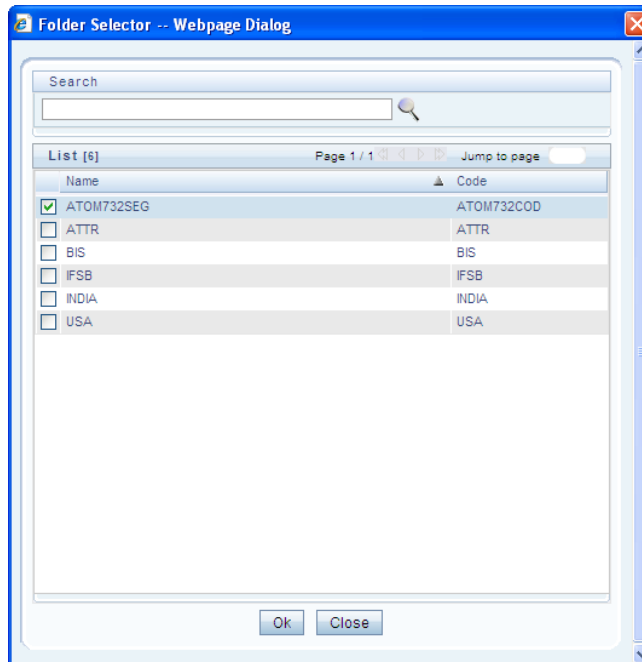 Folder Selector -- Webpage Dialog
Search
List [6] Page 1 / 1 Jump to page
Name Code
ATOM732SEG ATOM732COD
ATTR ATTR
BIS BIS
IFSB IFSB
INDIA INDIA
USA USA
Ok Close